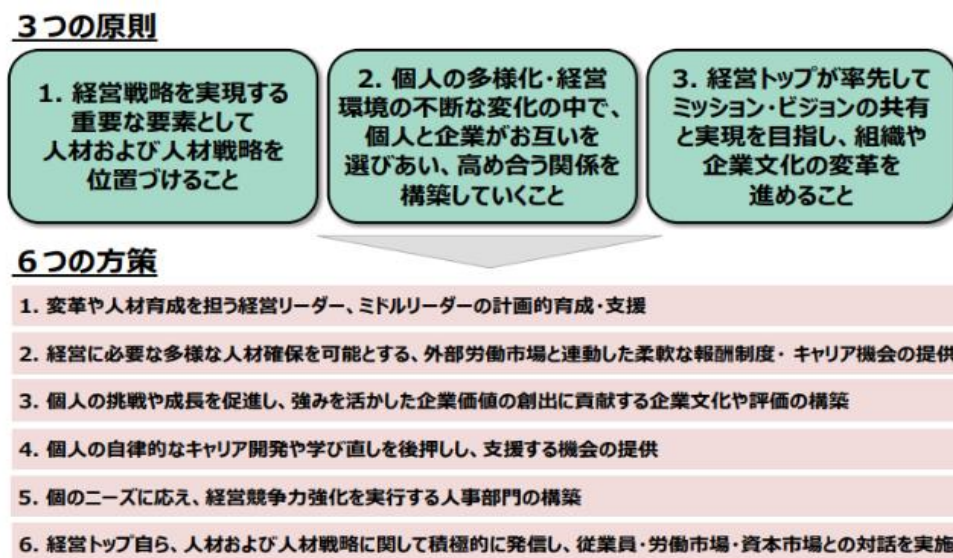 ３つの原則
1. 経営戦略を実現する
重要な要素として
人材および人材戦略を
位置づけること
2. 個人の多様化・経営
環境の不断な変化の中で、
個人と企業がお互いを
選びあい、高め合う関係を
構築していくこと
3. 経営トップが率先して
ミッション・ビジョンの共有
と実現を目指し、組織や
企業文化の変革を
進めること
６つの方策
1. 変革や人材育成を担う経営リーダー、ミドルリーダーの計画的育成・支援
2. 経営に必要な多様な人材確保を可能とする、外部労働市場と連動した柔軟な報酬制度・ キャリア機会の提供
3. 個人の挑戦や成長を促進し、強みを活かした企業価値の創出に貢献する企業文化や評価の構築
4. 個人の自律的なキャリア開発や学び直しを後押しし、支援する機会の提供
5. 個のニーズに応え、経営競争力強化を実行する人事部門の構築
6. 経営トップ自ら、人材および人材戦略に関して積極的に発信し、従業員・労働市場・資本市場との対話を実施